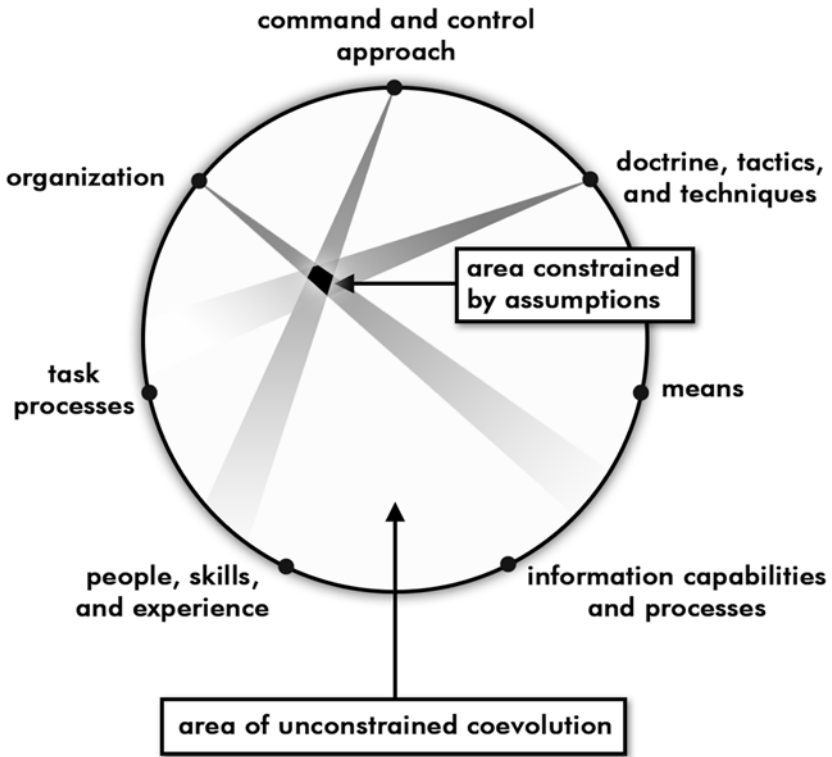 command and control
approach
organization
doctrine, tactics,
and techniques
area constrained
by assumptions
task
processes
means
people, skills,
and experience
information capabilities
and processes
area of unconstrained coevolution